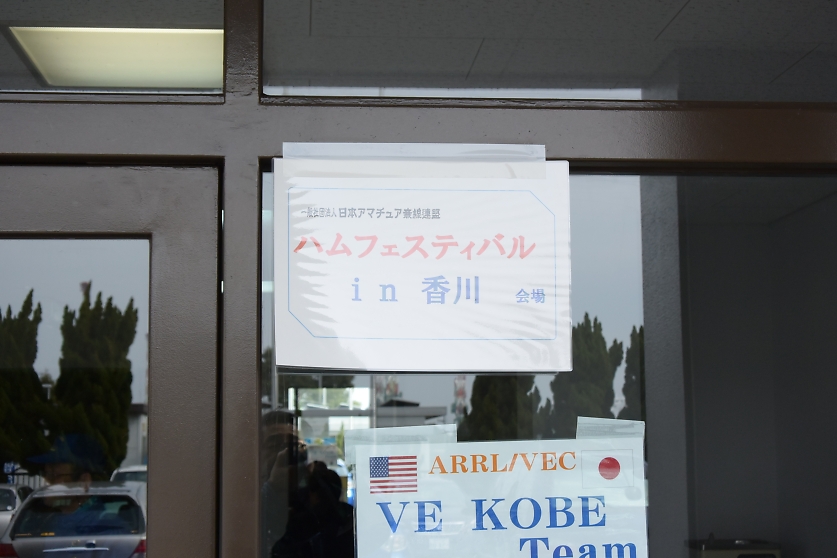 一般社団法人 日本アマチュア無線連盟
ハムフェスティバル
in 香川 会場
ARRL/VEC
VE KOBE
Team